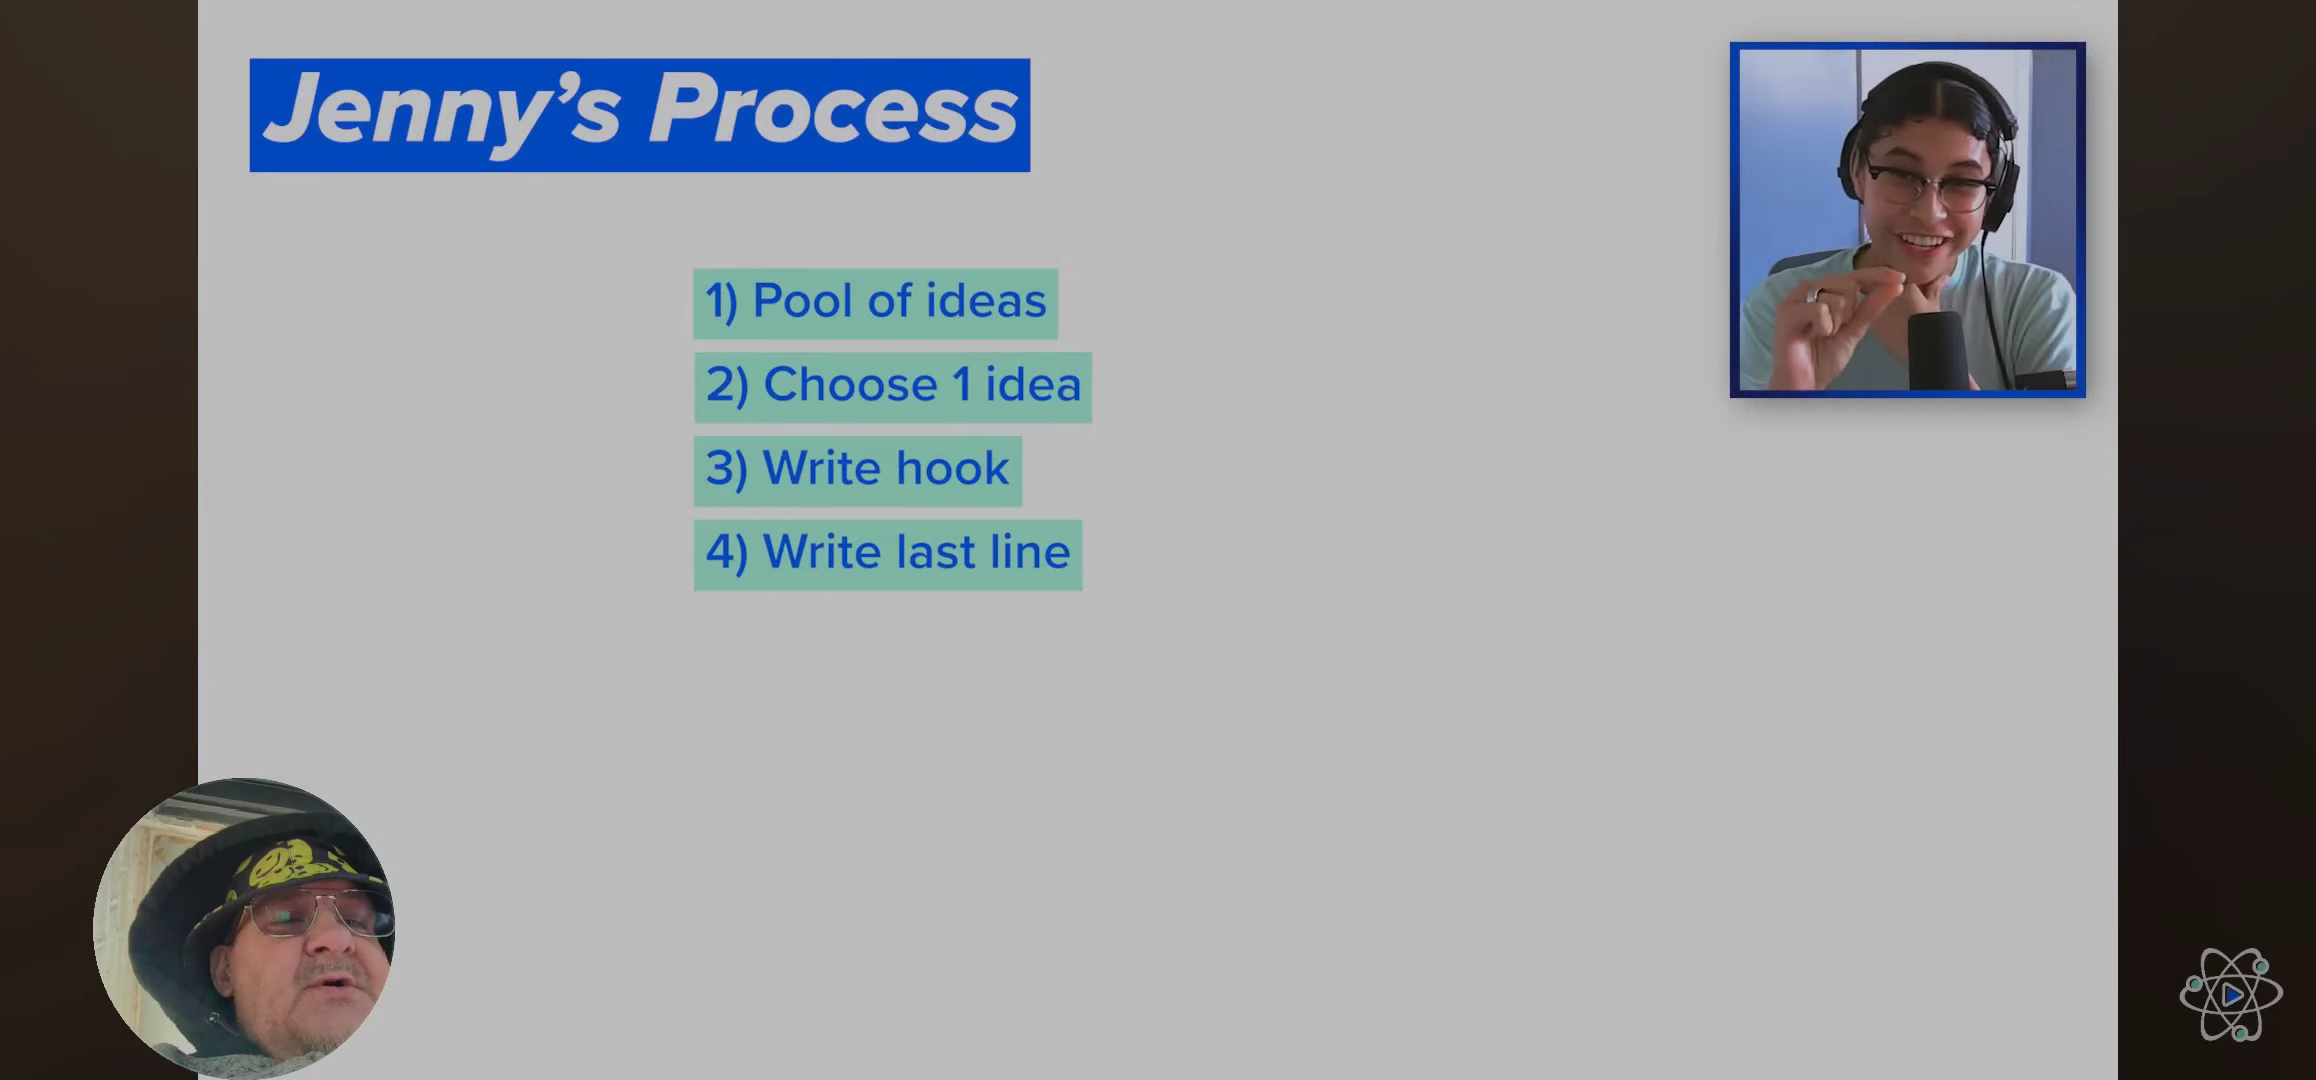 Jenny’s Process
1) Pool of ideas
2) Choose 1 idea
3) Write hook
4) Write last line